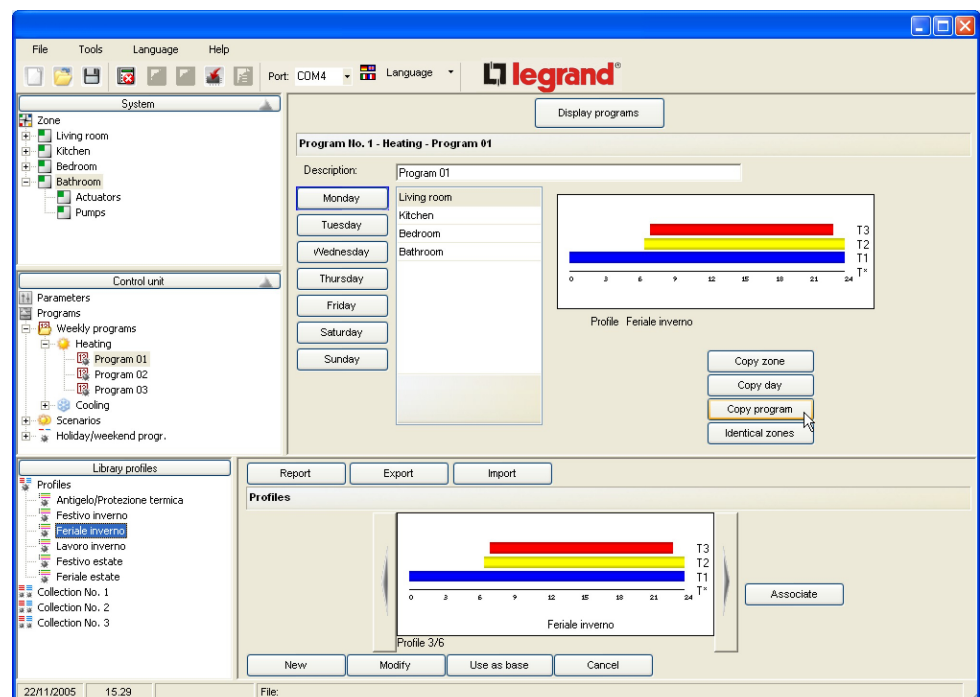 File Tools Language Help
Port: COM4 Language legrand®
System
Zone
Living room
Kitchen
Bedroom
Bathroom
Actuators
Pumps
Control unit
Parameters
Programs
Weekly programs
Heating
Program 01
Program 02
Program 03
Cooling
Scenarios
Holiday/weekend progr.
Display programs
Program No. 1 - Heating - Program 01
Description: Program 01
Monday
Tuesday
Wednesday
Thursday
Friday
Saturday
Sunday
Living room
Kitchen
Bedroom
Bathroom
T3
T2
T1
T*
0 3 6 9 12 15 18 21 24
Profile Feriale inverno
Copy zone
Copy day
Copy program
Identical zones
Library profiles
Profiles
Antigelo/Protezione termica
Festivo inverno
Feriale inverno
Lavoro inverno
Festivo estate
Feriale estate
Collection No. 1
Collection No. 2
Collection No. 3
Report Export Import
Profiles
T3
T2
T1
T*
0 3 6 9 12 15 18 21 24
Feriale inverno
Profile 3/6
Associate
New Modify Use as base Cancel
22/11/2005 15.29 File: